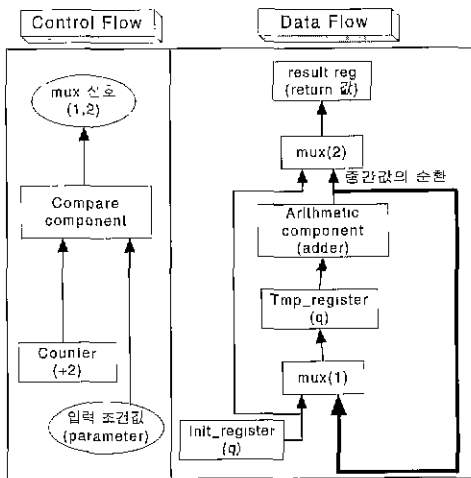 Control Flow
mux 신호
(1,2)
Compare
component
Counter
(+2)
입력 조건값
(parameter)
Data Flow
result reg
(return 값)
mux(2)
중간값의 순환
Arithmetic
component
(adder)
Tmp_register
(q)
mux(1)
Init_register
(q)